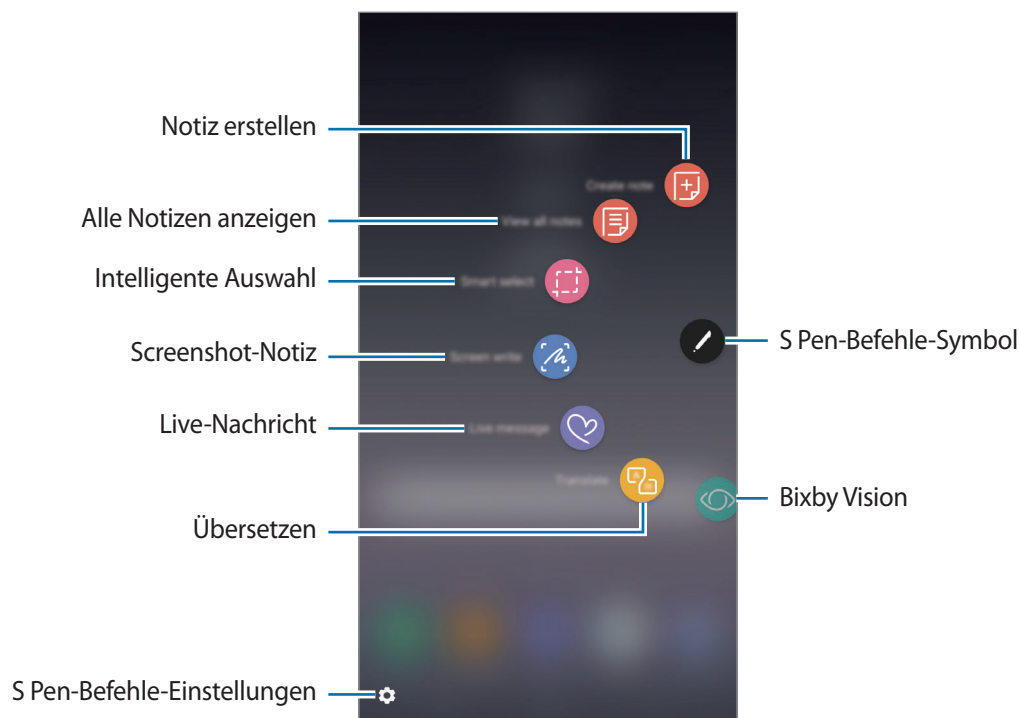 Notiz erstellen
Create note
Alle Notizen anzeigen
View all notes
Intelligente Auswahl
Smart select
S Pen-Befehle-Symbol
Screenshot-Notiz
Screen write
Live-Nachricht
Live message
Translate
Bixby Vision
Übersetzen
S Pen-Befehle-Einstellungen